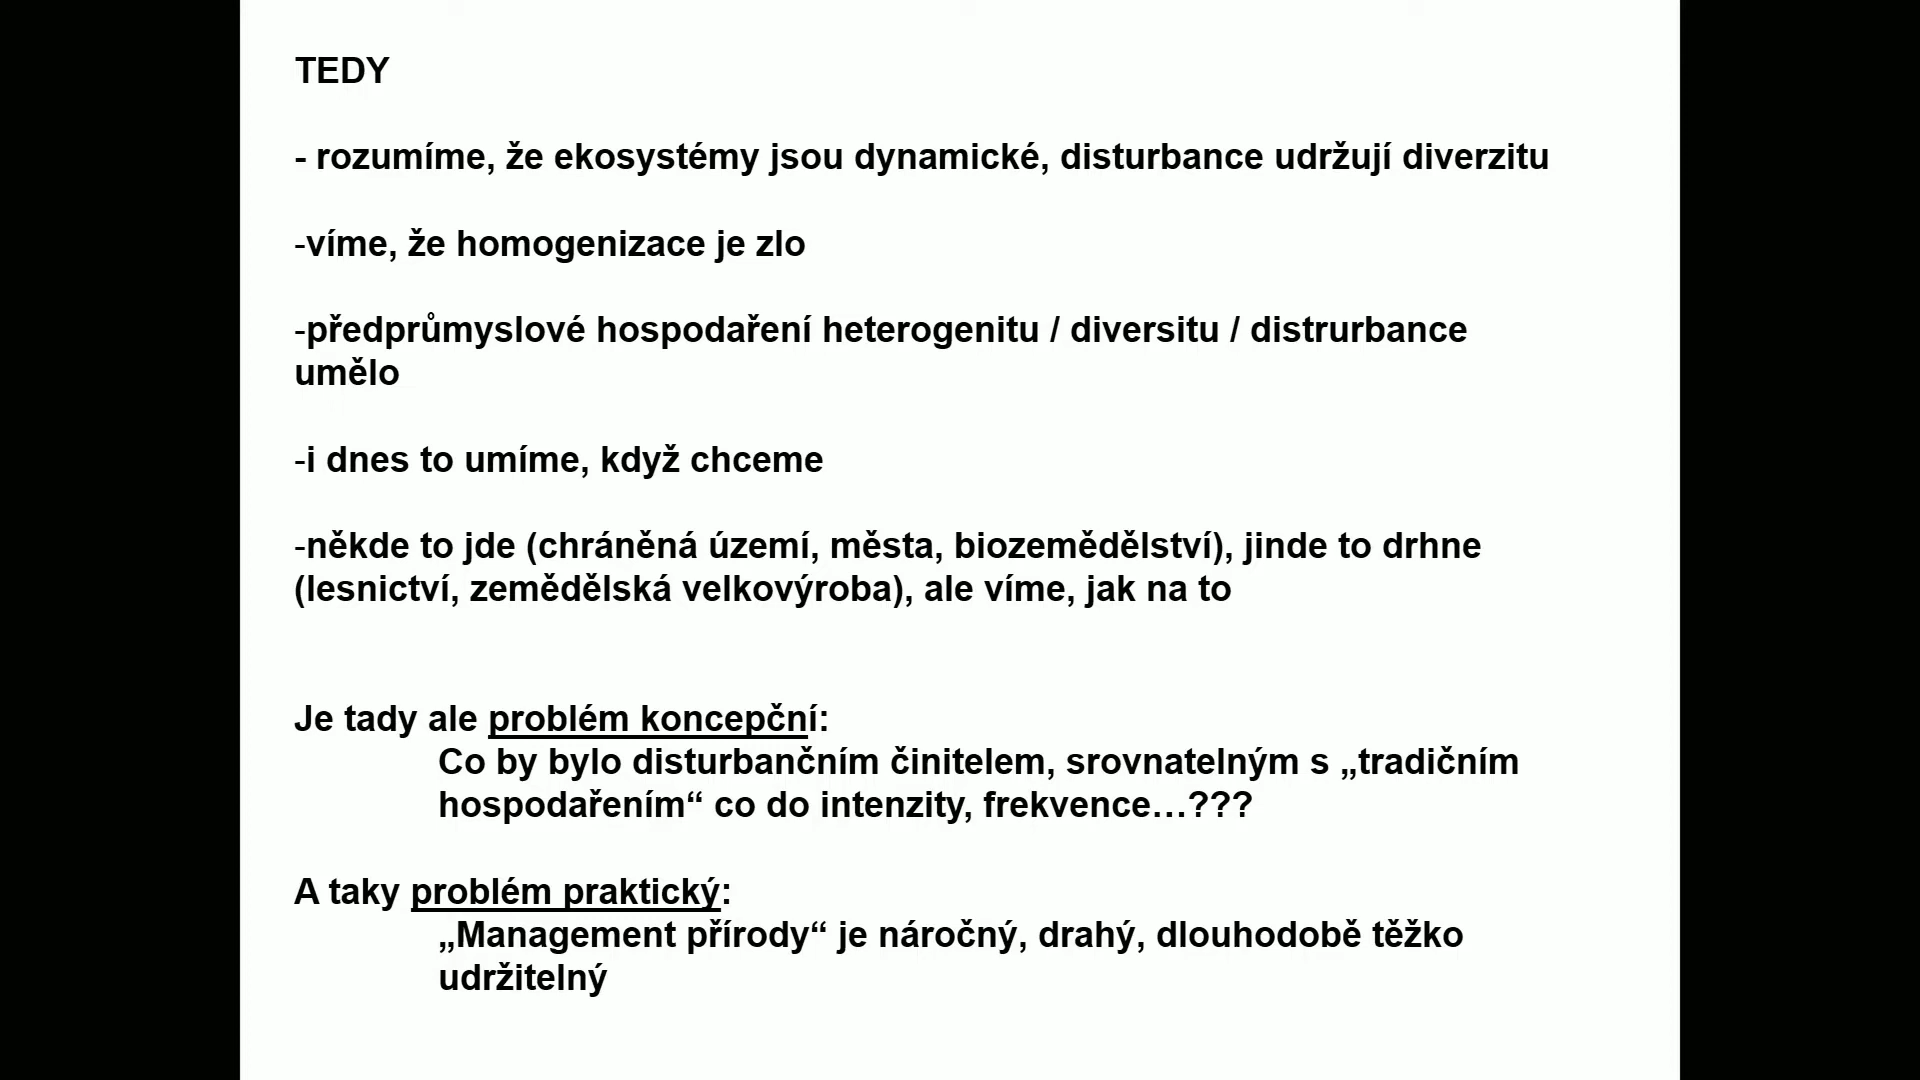 TEDY
- rozumíme, že ekosystémy jsou dynamické, disturbance udržují diverzitu
-víme, že homogenizace je zlo
-předprůmyslové hospodaření heterogenitu / diversitu / distrurbance
umělo
-i dnes to umíme, když chceme
-někde to jde (chráněná území, města, biozemědělství), jinde to drhne
(lesnictví, zemědělská velkovýroba), ale víme, jak na to
Je tady ale problém koncepční:
Co by bylo disturbančním činitelem, srovnatelným s „tradičním
hospodařením“ co do intenzity, frekvence…???
A taky problém praktický:
„Management přírody“ je náročný, drahý, dlouhodobě těžko
udržitelný